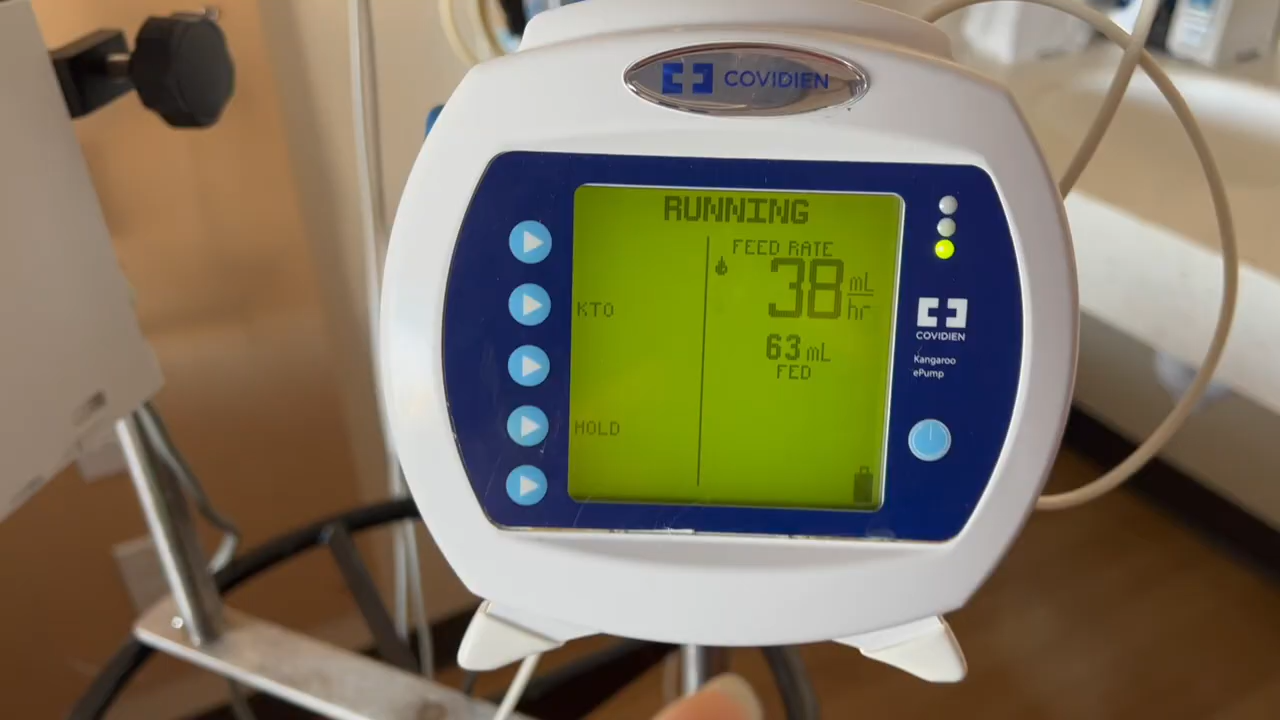 COVIDIEN
RUNNING
FEED RATE
38 mL/hr
KTO
63 mL
FED
HOLD
COVIDIEN
Kangaroo
ePump